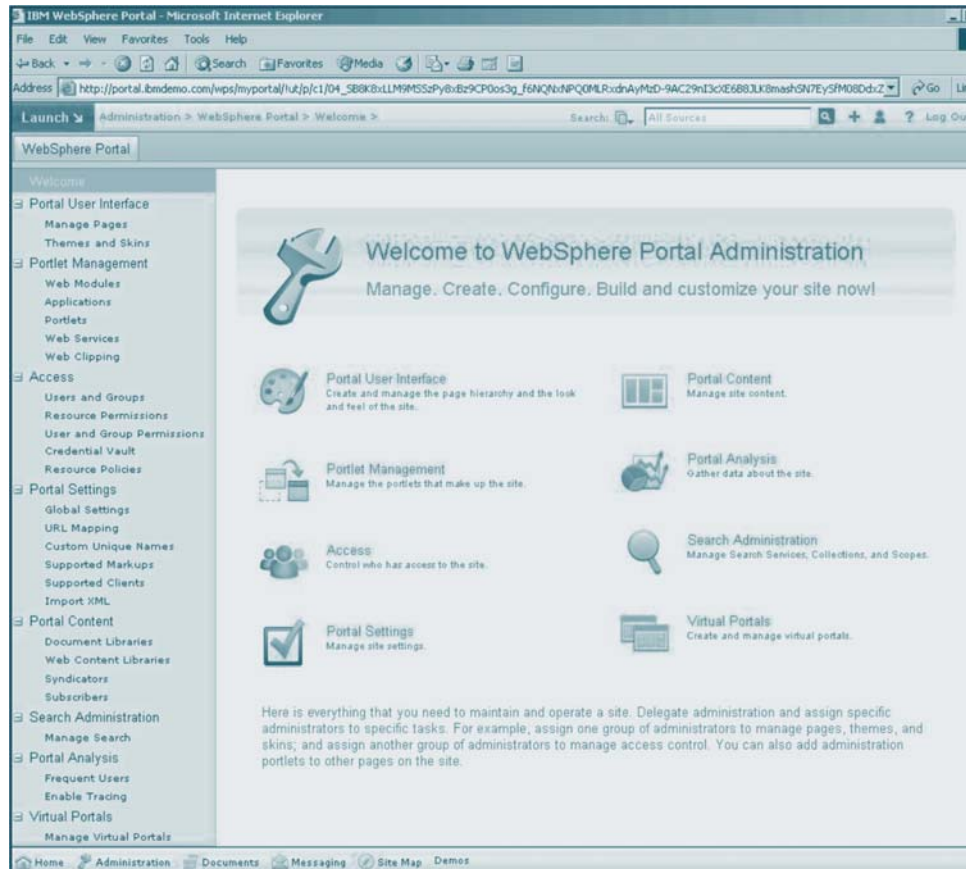 IBM WebSphere Portal - Microsoft Internet Explorer
File Edit View Favorites Tools Help
Back Search Favorites Media
Address Go
Launch Administration > WebSphere Portal > Welcome > Search: All Sources ? Log Ou
WebSphere Portal
Welcome
Portal User Interface
Manage Pages
Themes and Skins
Portlet Management
Web Modules
Applications
Portlets
Web Services
Web Clipping
Access
Users and Groups
Resource Permissions
User and Group Permissions
Credential Vault
Resource Policies
Portal Settings
Global Settings
URL Mapping
Custom Unique Names
Supported Markups
Supported Clients
Import XML
Portal Content
Document Libraries
Web Content Libraries
Syndicators
Subscribers
Search Administration
Manage Search
Portal Analysis
Frequent Users
Enable Tracing
Virtual Portals
Manage Virtual Portals
Welcome to WebSphere Portal Administration
Manage. Create. Configure. Build and customize your site now!
Portal User Interface
Create and manage the page hierarchy and the look
and feel of the site.
Portal Content
Manage site content.
Portlet Management
Manage the portlets that make up the site.
Portal Analysis
Gather data about the site.
Access
Control who has access to the site.
Search Administration
Manage Search Services, Collections, and Scopes.
Portal Settings
Manage site settings.
Virtual Portals
Create and manage virtual portals.
Here is everything that you need to maintain and operate a site. Delegate administration and assign specific
administrators to specific tasks. For example, assign one group of administrators to manage pages, themes, and
skins; and assign another group of administrators to manage access control. You can also add administration
portlets to other pages on the site.
Home Administration Documents Messaging Site Map Demos